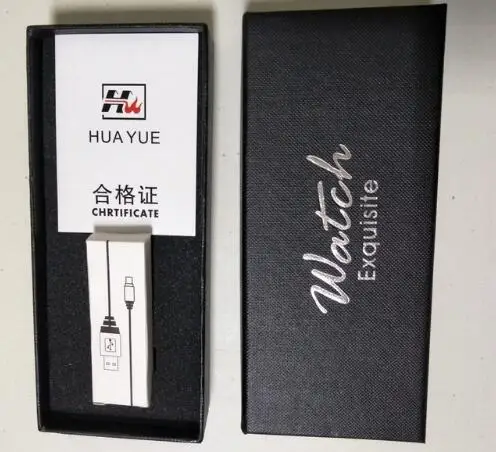 HUA YUE
合格证
CHRTIFICATE
Watch
Exquisite